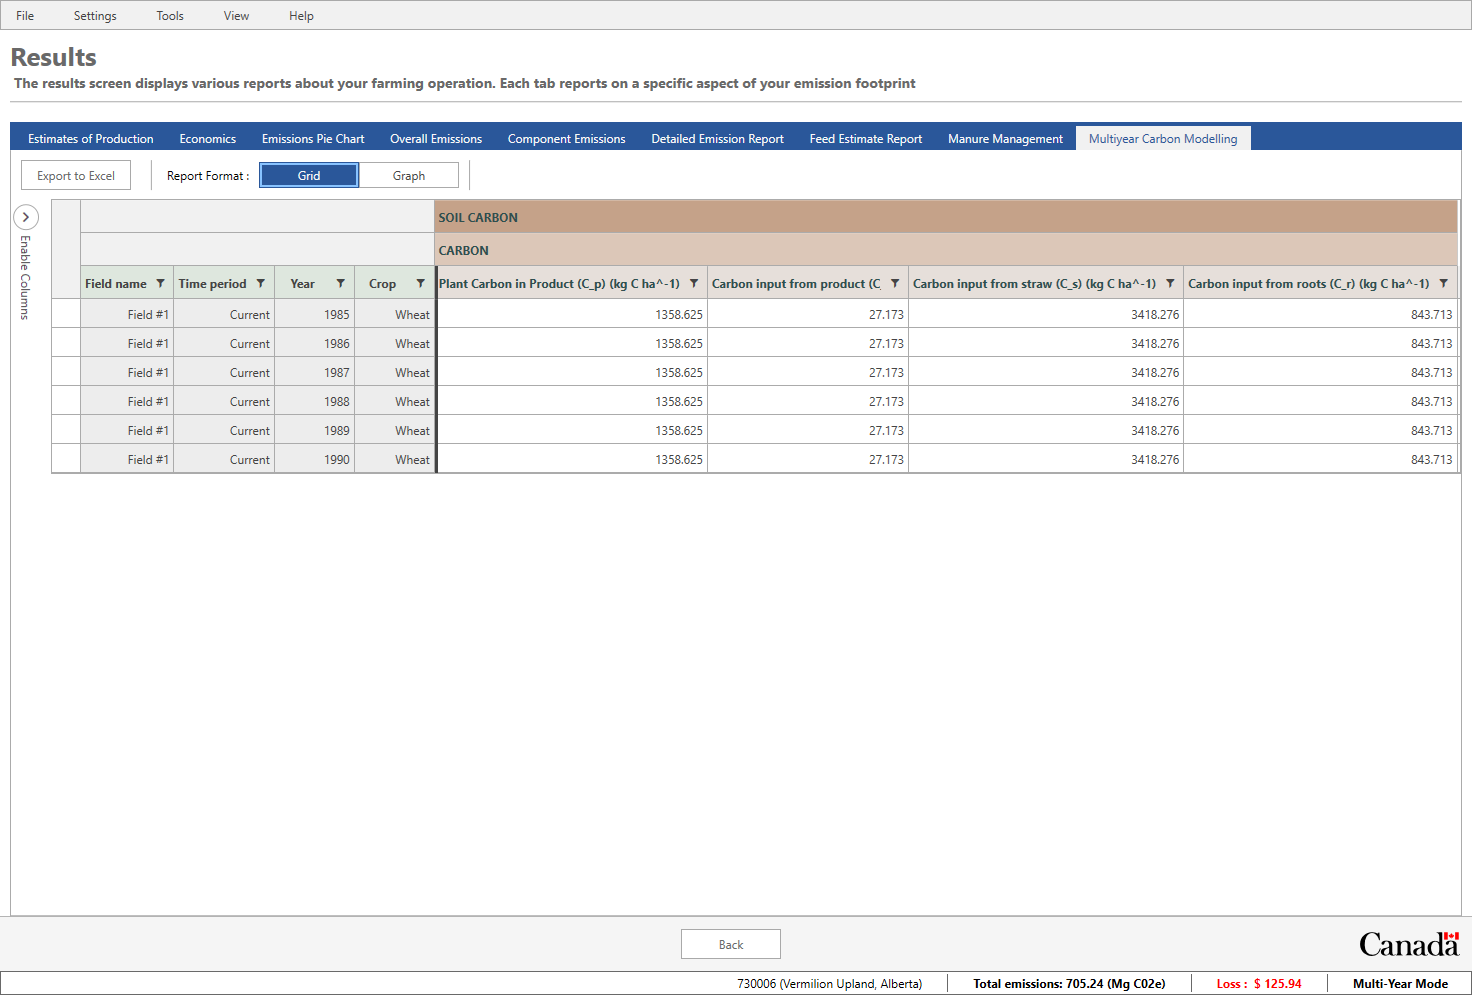 File Settings Tools View Help
Results
The results screen displays various reports about your farming operation. Each tab reports on a specific aspect of your emission footprint
Estimates of Production Economics Emissions Pie Chart Overall Emissions Component Emissions Detailed Emission Report Feed Estimate Report Manure Management Multiyear Carbon Modelling
Export to Excel Report Format : Grid Graph
Enable Columns
SOIL CARBON
CARBON
Field name Time period Year Crop Plant Carbon in Product (C_p) (kg C ha^-1) Carbon input from product (C_ Carbon input from straw (C_s) (kg C ha^-1) Carbon input from roots (C_r) (kg C ha^-1)
Field #1 Current 1985 Wheat 1358.625 27.173 3418.276 843.713
Field #1 Current 1986 Wheat 1358.625 27.173 3418.276 843.713
Field #1 Current 1987 Wheat 1358.625 27.173 3418.276 843.713
Field #1 Current 1988 Wheat 1358.625 27.173 3418.276 843.713
Field #1 Current 1989 Wheat 1358.625 27.173 3418.276 843.713
Field #1 Current 1990 Wheat 1358.625 27.173 3418.276 843.713
Back
Canada
730006 (Vermilion Upland, Alberta) Total emissions: 705.24 (Mg C02e) Loss : $ 125.94 Multi-Year Mode